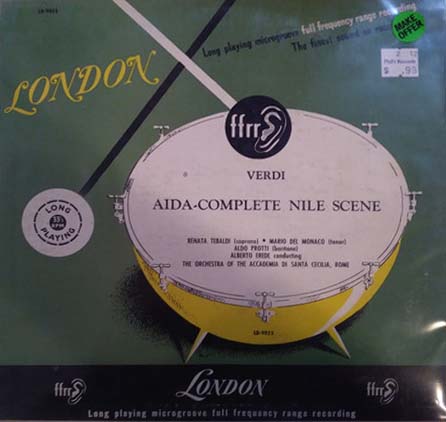 LD-9051
Long playing microgroove full frequency range recording
The finest sound on
LONDON
MAKE
OFFER
$ .99
ffrr
VERDI
AIDA-COMPLETE NILE SCENE
RENATA TEBALDI (soprano) • MARIO DEL MONACO (tenor)
ALDO PROTTI (baritone)
ALBERTO EREDE conducting
THE ORCHESTRA OF THE ACCADEMIA DI SANTA CECILIA, ROME
LONG
33⅓
RPM
PLAYING
ffrr LONDON ffrr
Long playing microgroove full frequency range recording